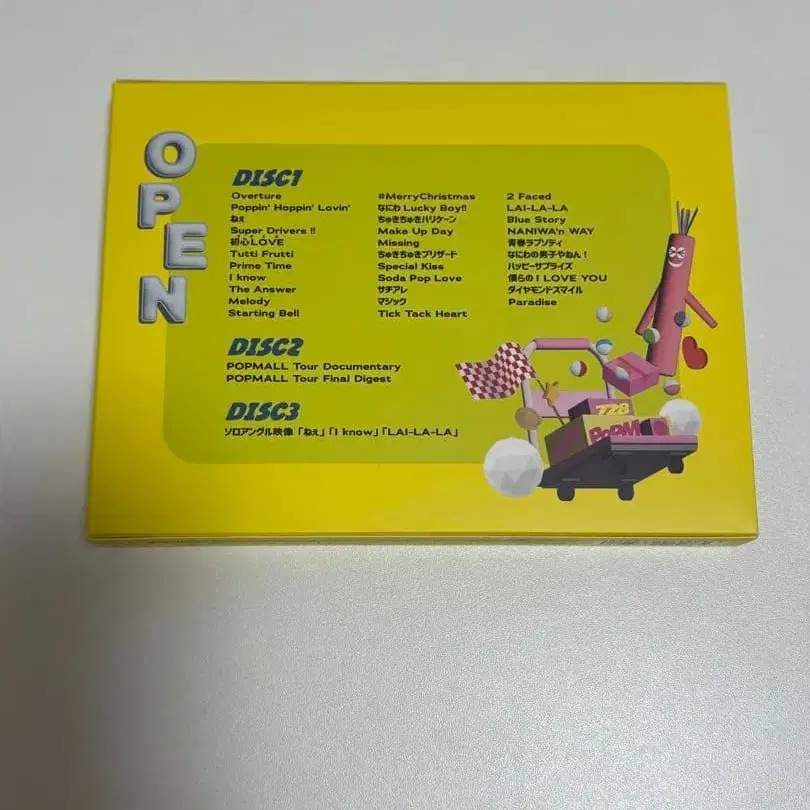 OPEN
DISC1
Overture
Poppin' Hoppin' Lovin'
ねぇ
Super Drivers !!
初心LOVE
Tutti Frutti
Prime Time
I know
The Answer
Melody
Starting Bell
#MerryChristmas
なにわ Lucky Boy!!
ちゅきちゅきハリケーン
Make Up Day
Missing
ちゅきちゅきブリザード
Special Kiss
Soda Pop Love
サチアレ
マジック
Tick Tack Heart
2 Faced
LAI-LA-LA
Blue Story
NANIWA'n WAY
青春ラプソディ
なにわの男子やねん!
ハッピーサプライズ
僕らの I LOVE YOU
ダイヤモンドスマイル
Paradise
DISC2
POPMALL Tour Documentary
POPMALL Tour Final Digest
DISC3
ソロアングル映像「ねぇ」「I know」「LAI-LA-LA」
728